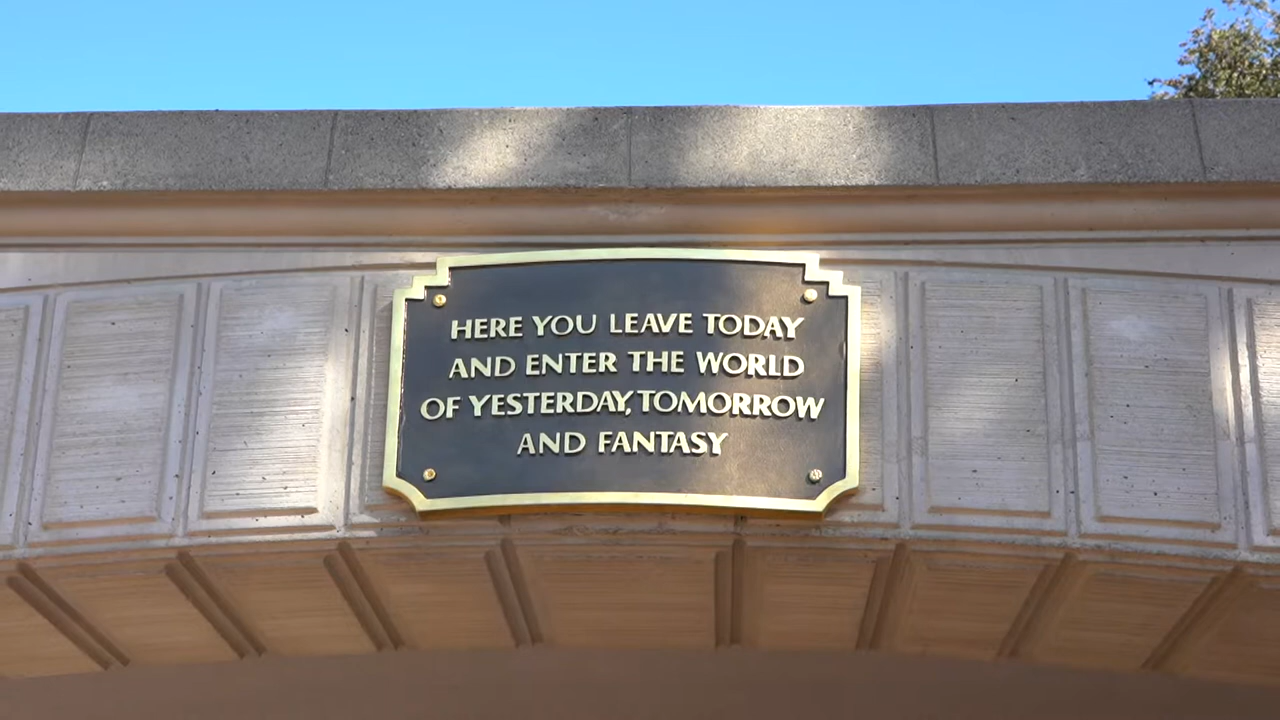 HERE YOU LEAVE TODAY
AND ENTER THE WORLD
OF YESTERDAY, TOMORROW
AND FANTASY